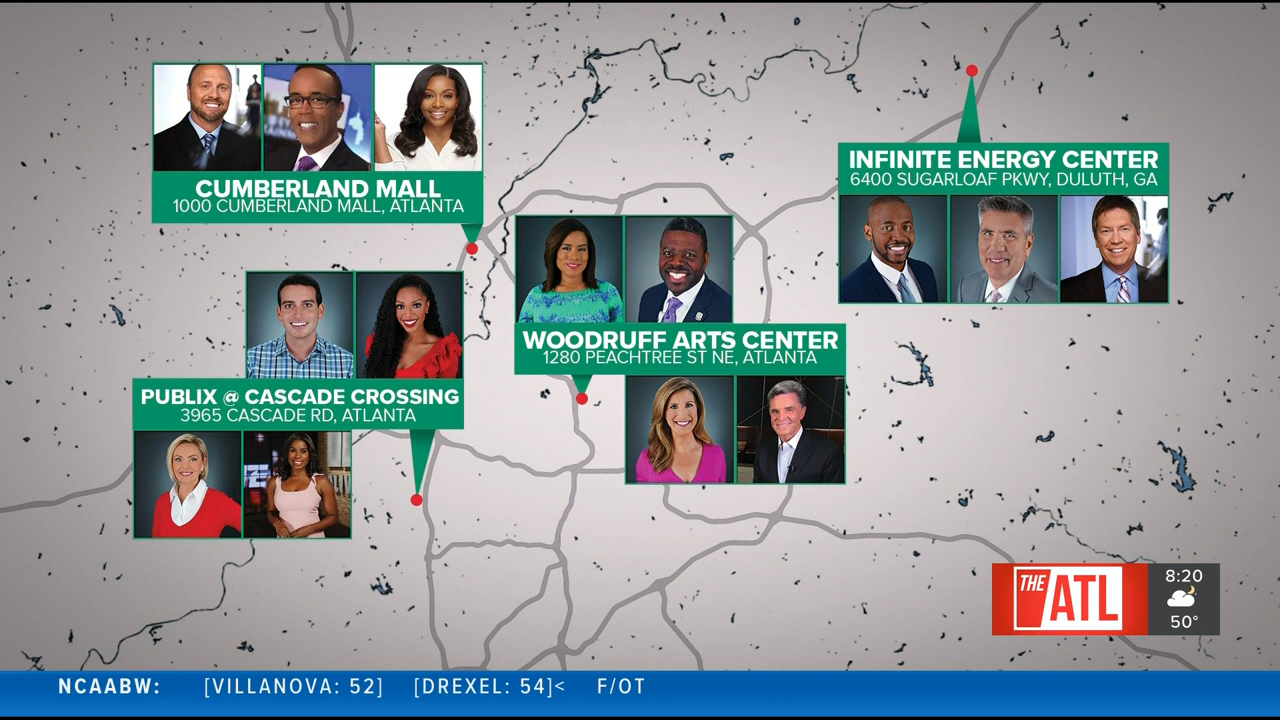 CUMBERLAND MALL
1000 CUMBERLAND MALL, ATLANTA
INFINITE ENERGY CENTER
6400 SUGARLOAF PKWY, DULUTH, GA
WOODRUFF ARTS CENTER
1280 PEACHTREE ST NE, ATLANTA
PUBLIX @ CASCADE CROSSING
3965 CASCADE RD, ATLANTA
THE ATL
8:20
50°
NCAABW: [VILLANOVA: 52] [DREXEL: 54]< F/OT